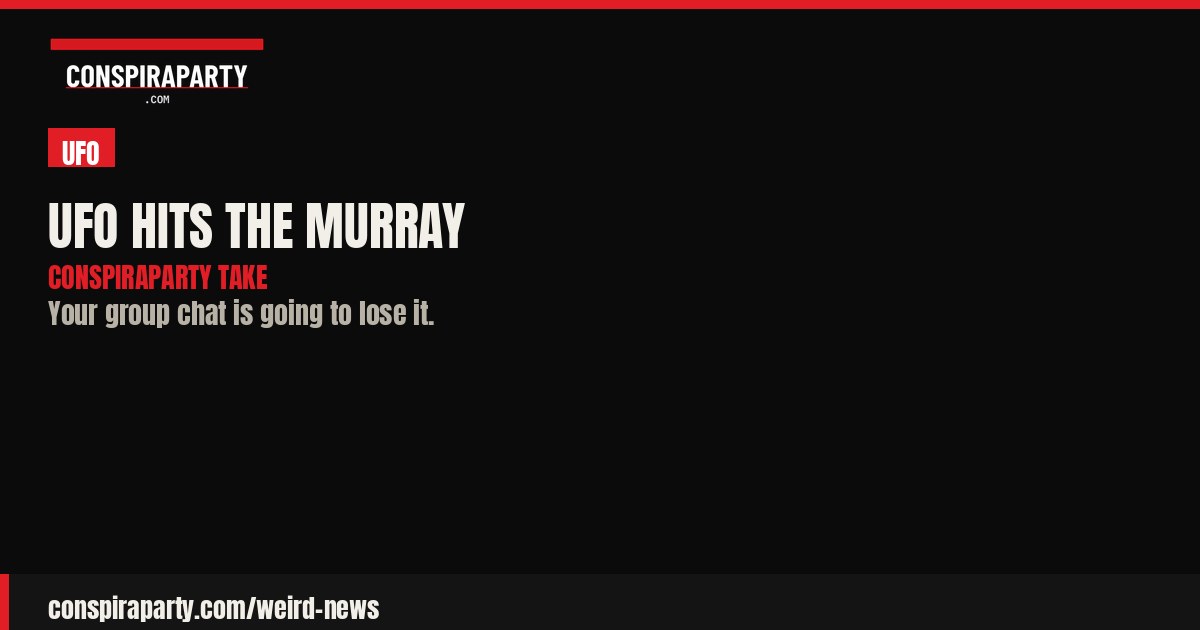 CONSPIRAPARTY
.COM
UFO
UFO HITS THE MURRAY
CONSPIRAPARTY TAKE
Your group chat is going to lose it.
conspiraparty.com/weird-news